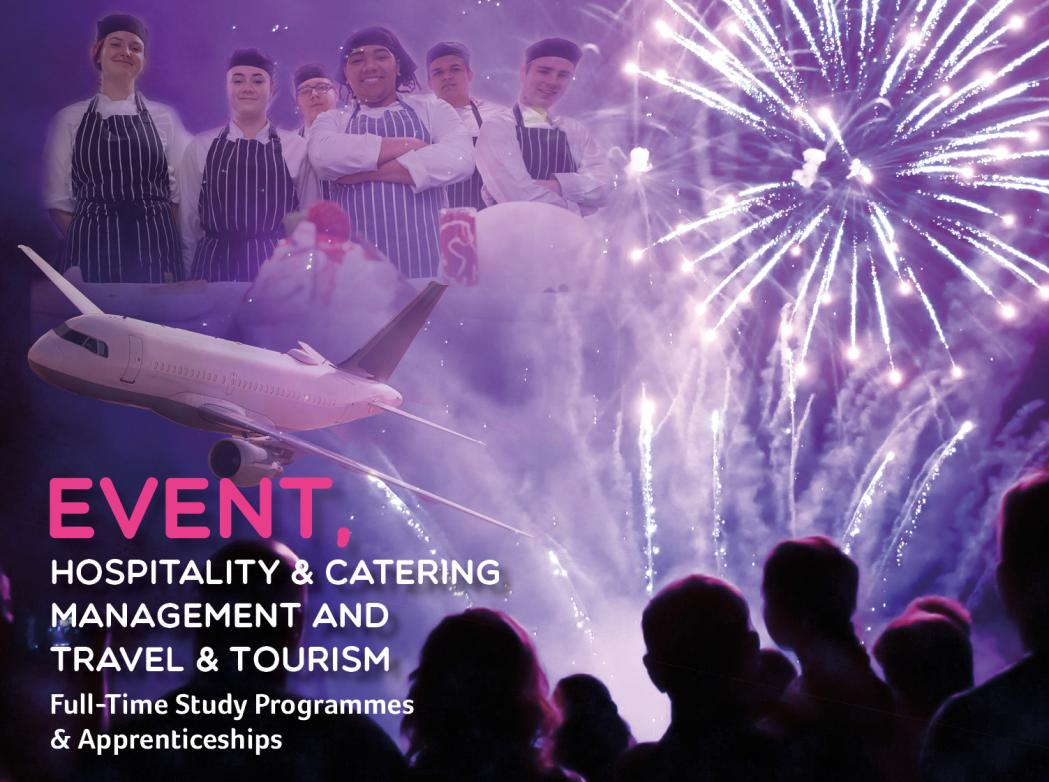 EVENT,
HOSPITALITY & CATERING
MANAGEMENT AND
TRAVEL & TOURISM
Full-Time Study Programmes
& Apprenticeships